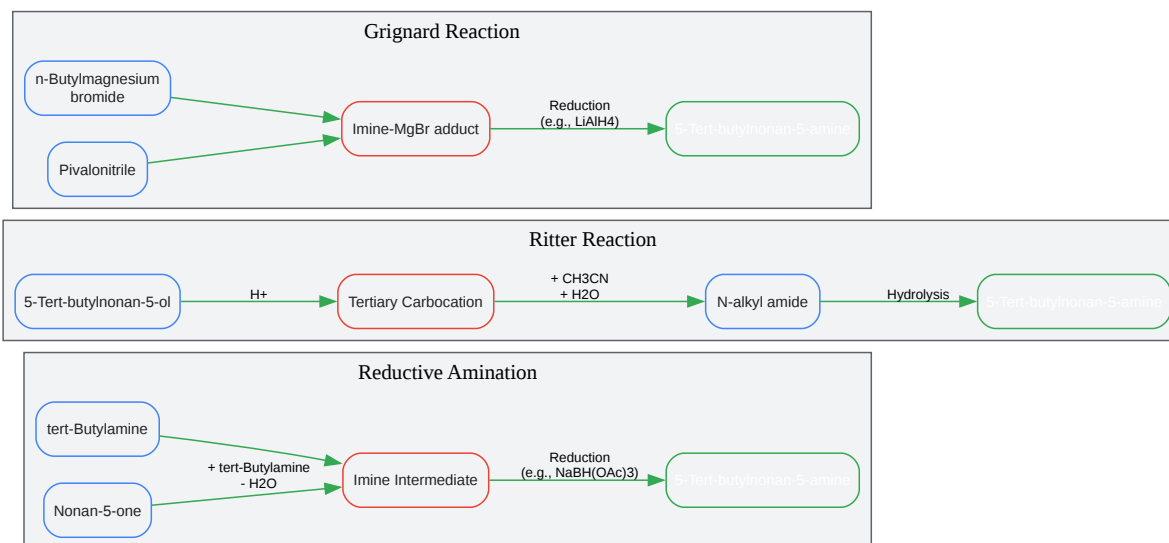 Grignard Reaction
n-Butylmagnesium
bromide
Pivalonitrile
Imine-MgBr adduct
Reduction
(e.g., LiAlH4)
5-Tert-butylnonan-5-amine
Ritter Reaction
5-Tert-butylnonan-5-ol
H+
Tertiary Carbocation
+ CH3CN
+ H2O
N-alkyl amide
Hydrolysis
5-Tert-butylnonan-5-amine
Reductive Amination
tert-Butylamine
Nonan-5-one
+ tert-Butylamine
- H2O
Imine Intermediate
Reduction
(e.g., NaBH(OAc)3)
5-Tert-butylnonan-5-amine